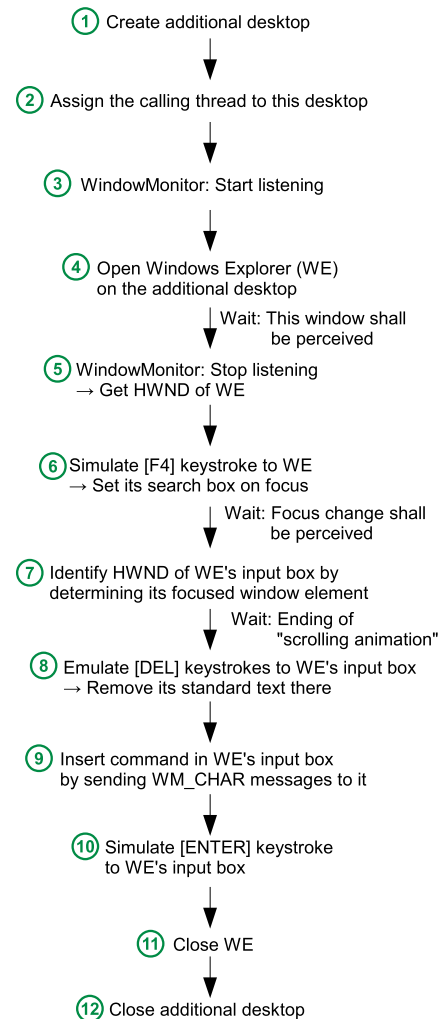 1 Create additional desktop
2 Assign the calling thread to this desktop
3 WindowMonitor: Start listening
4 Open Windows Explorer (WE)
on the additional desktop
Wait: This window shall
be perceived
5 WindowMonitor: Stop listening
→ Get HWND of WE
6 Simulate [F4] keystroke to WE
→ Set its search box on focus
Wait: Focus change shall
be perceived
7 Identify HWND of WE's input box by
determining its focused window element
Wait: Ending of
"scrolling animation"
8 Emulate [DEL] keystrokes to WE's input box
→ Remove its standard text there
9 Insert command in WE's input box
by sending WM_CHAR messages to it
10 Simulate [ENTER] keystroke
to WE's input box
11 Close WE
12 Close additional desktop